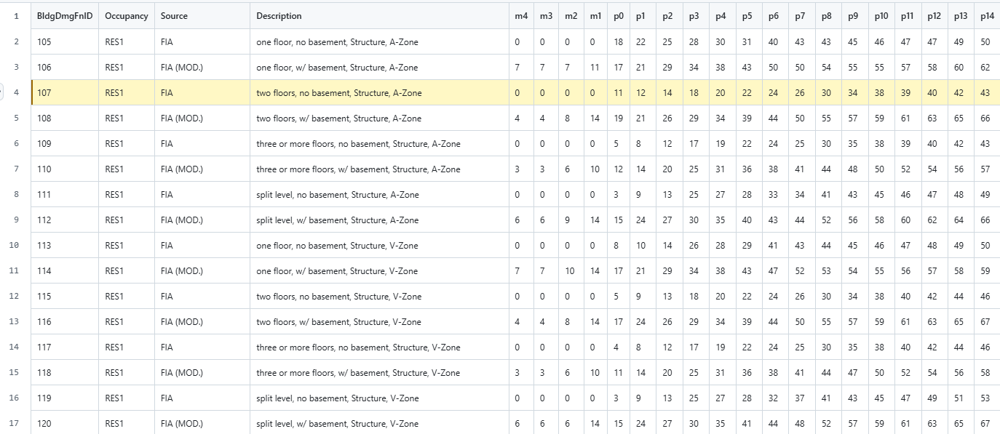 1 BldgDmgFnID Occupancy Source Description m4 m3 m2 m1 p0 p1 p2 p3 p4 p5 p6 p7 p8 p9 p10 p11 p12 p13 p14
2 105 RES1 FIA one floor, no basement, Structure, A-Zone 0 0 0 0 18 22 25 28 30 31 40 43 43 45 46 47 47 49 50
3 106 RES1 FIA (MOD.) one floor, w/ basement, Structure, A-Zone 7 7 7 11 17 21 29 34 38 43 50 50 54 55 55 57 58 60 62
4 107 RES1 FIA two floors, no basement, Structure, A-Zone 0 0 0 0 11 12 14 18 20 22 24 26 30 34 38 39 40 42 43
5 108 RES1 FIA (MOD.) two floors, w/ basement, Structure, A-Zone 4 4 8 14 19 21 26 29 34 39 44 50 55 57 59 61 63 65 66
6 109 RES1 FIA three or more floors, no basement, Structure, A-Zone 0 0 0 0 5 8 12 17 19 22 24 25 30 35 38 39 40 42 43
7 110 RES1 FIA (MOD.) three or more floors, w/ basement, Structure, A-Zone 3 3 6 10 12 14 20 25 31 36 38 41 44 48 50 52 54 56 57
8 111 RES1 FIA split level, no basement, Structure, A-Zone 0 0 0 0 3 9 13 25 27 28 33 34 41 43 45 46 47 48 49
9 112 RES1 FIA (MOD.) split level, w/ basement, Structure, A-Zone 6 6 9 14 15 24 27 30 35 40 43 44 52 56 58 60 62 64 66
10 113 RES1 FIA one floor, no basement, Structure, V-Zone 0 0 0 0 8 10 14 26 28 29 41 43 44 45 46 47 48 49 50
11 114 RES1 FIA (MOD.) one floor, w/ basement, Structure, V-Zone 7 7 10 14 17 21 29 34 38 43 47 52 53 54 55 56 57 58 59
12 115 RES1 FIA two floors, no basement, Structure, V-Zone 0 0 0 0 5 9 13 18 20 22 24 26 30 34 38 40 42 44 46
13 116 RES1 FIA (MOD.) two floors, w/ basement, Structure, V-Zone 4 4 8 14 17 24 26 29 34 39 44 50 55 57 59 61 63 65 67
14 117 RES1 FIA three or more floors, no basement, Structure, V-Zone 0 0 0 0 4 8 12 17 19 22 24 25 30 35 38 40 42 44 46
15 118 RES1 FIA (MOD.) three or more floors, w/ basement, Structure, V-Zone 3 3 6 10 11 14 20 25 31 36 38 41 44 47 50 52 54 56 58
16 119 RES1 FIA split level, no basement, Structure, V-Zone 0 0 0 0 3 9 13 25 27 28 32 37 41 43 45 47 49 51 53
17 120 RES1 FIA (MOD.) split level, w/ basement, Structure, V-Zone 6 6 6 14 15 24 27 30 35 41 44 48 52 57 59 61 63 65 67